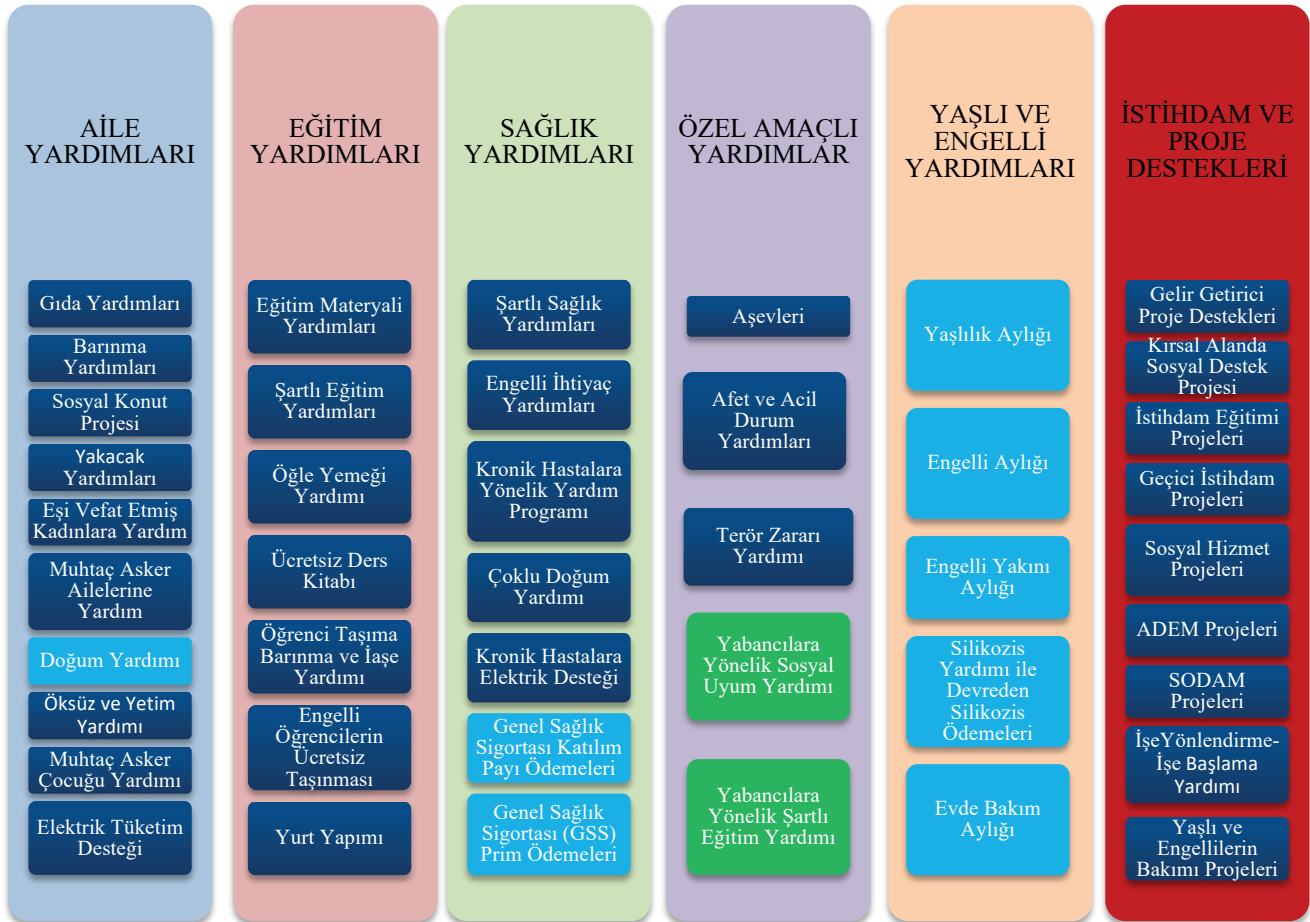 AİLE
YARDIMLARI
Gıda Yardımları
Barınma
Yardımları
Sosyal Konut
Projesi
Yakacak
Yardımları
Eşi Vefat Etmiş
Kadınlara Yardım
Muhtaç Asker
Ailelerine
Yardım
Doğum Yardımı
Öksüz ve Yetim
Yardımı
Muhtaç Asker
Çocuğu Yardımı
Elektrik Tüketim
Desteği
EĞİTİM
YARDIMLARI
Eğitim Materyali
Yardımları
Şartlı Eğitim
Yardımları
Öğle Yemeği
Yardımı
Ücretsiz Ders
Kitabı
Öğrenci Taşıma
Barınma ve İaşe
Yardımı
Engelli
Öğrencilerin
Ücretsiz
Taşınması
Yurt Yapımı
SAĞLIK
YARDIMLARI
Şartlı Sağlık
Yardımları
Engelli İhtiyaç
Yardımları
Kronik Hastalara
Yönelik Yardım
Programı
Çoklu Doğum
Yardımı
Kronik Hastalara
Elektrik Desteği
Genel Sağlık
Sigortası Katılım
Payı Ödemeleri
Genel Sağlık
Sigortası (GSS)
Prim Ödemeleri
ÖZEL AMAÇLI
YARDIMLAR
Aşevleri
Afet ve Acil
Durum
Yardımları
Terör Zararı
Yardımı
Yabancılara
Yönelik Sosyal
Uyum Yardımı
Yabancılara
Yönelik Şartlı
Eğitim Yardımı
YAŞLI VE
ENGELLİ
YARDIMLARI
Yaşlılık Aylığı
Engelli Aylığı
Engelli Yakını
Aylığı
Silikozis
Yardımı ile
Devreden
Silikozis
Ödemeleri
Evde Bakım
Aylığı
İSTİHDAM VE
PROJE
DESTEKLERİ
Gelir Getirici
Proje Destekleri
Kırsal Alanda
Sosyal Destek
Projesi
İstihdam Eğitimi
Projeleri
Geçici İstihdam
Projeleri
Sosyal Hizmet
Projeleri
ADEM Projeleri
SODAM
Projeleri
İşeYönlendirme-
İşe Başlama
Yardımı
Yaşlı ve
Engellilerin
Bakımı Projeleri